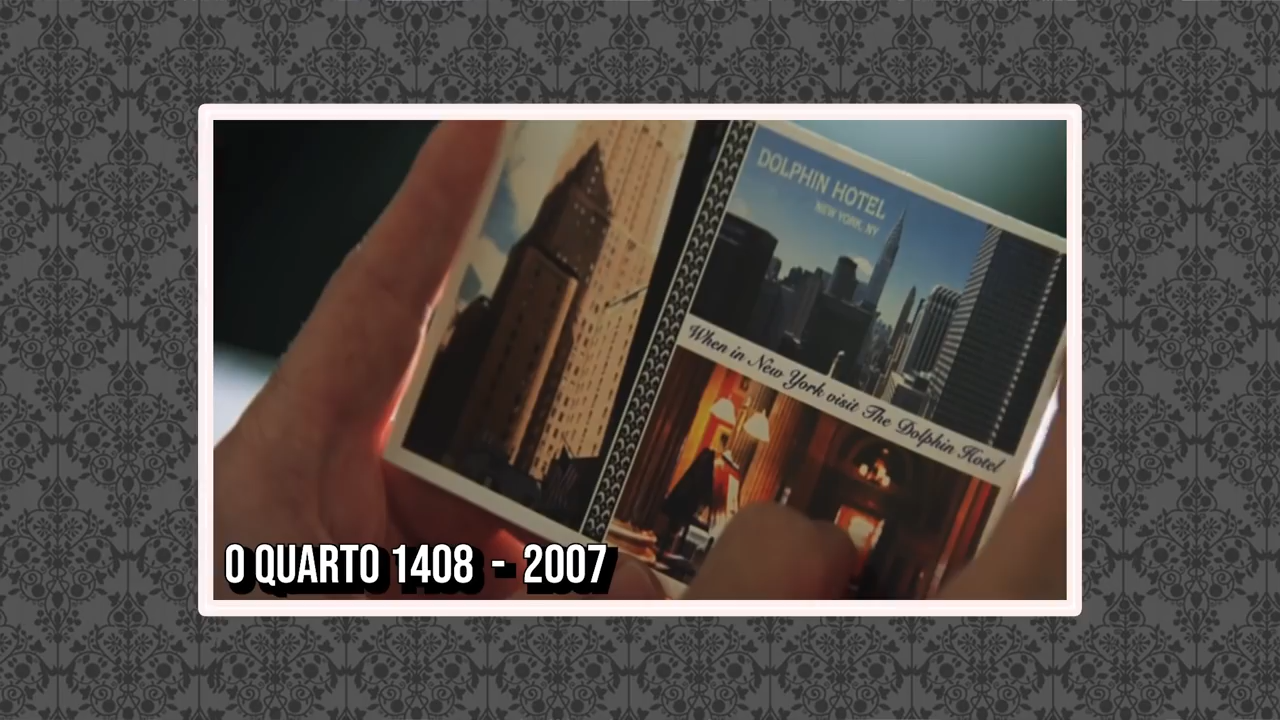 DOLPHIN HOTEL
NEW YORK, NY
When in New York visit The Dolphin Hotel
O QUARTO 1408 - 2007